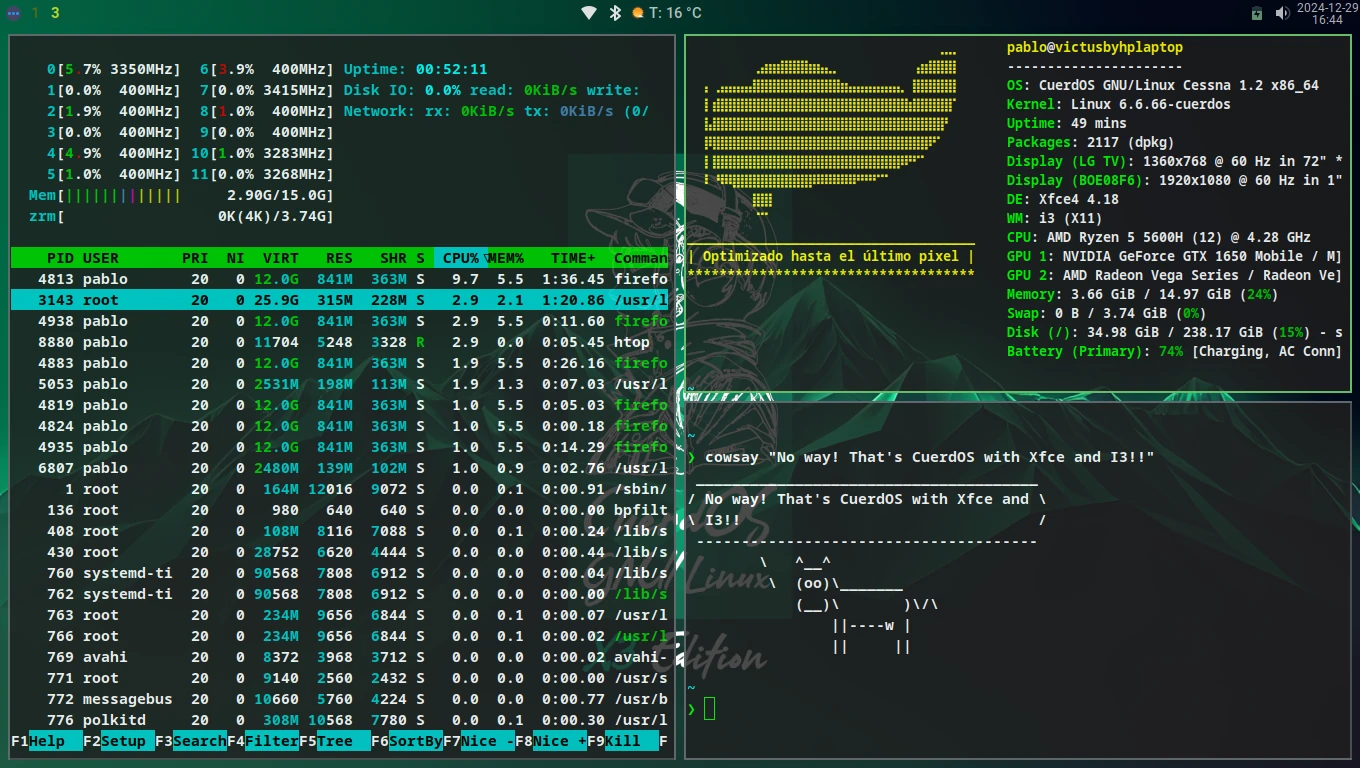 1 3
T: 16 °C
2024-12-29
16:44
0[5.7% 3350MHz] 6[3.9% 400MHz] Uptime: 00:52:11
1[0.0% 400MHz] 7[0.0% 3415MHz] Disk IO: 0.0% read: 0KiB/s write:
2[1.9% 400MHz] 8[1.0% 400MHz] Network: rx: 0KiB/s tx: 0KiB/s (0/
3[0.0% 400MHz] 9[0.0% 400MHz]
4[4.9% 400MHz] 10[1.0% 3283MHz]
5[1.0% 400MHz] 11[0.0% 3268MHz]
Mem[|||||||||||||  2.90G/15.0G]
zrm[ 0K(4K)/3.74G]
PID USER PRI NI VIRT RES SHR S CPU%▽MEM% TIME+ Comman
4813 pablo 20 0 12.0G 841M 363M S 9.7 5.5 1:36.45 firefo
3143 root 20 0 25.9G 315M 228M S 2.9 2.1 1:20.86 /usr/l
4938 pablo 20 0 12.0G 841M 363M S 2.9 5.5 0:11.60 firefo
8880 pablo 20 0 11704 5248 3328 R 2.9 0.0 0:05.45 htop
4883 pablo 20 0 12.0G 841M 363M S 1.9 5.5 0:26.16 firefo
5053 pablo 20 0 2531M 198M 113M S 1.9 1.3 0:07.03 /usr/l
4819 pablo 20 0 12.0G 841M 363M S 1.0 5.5 0:05.03 firefo
4824 pablo 20 0 12.0G 841M 363M S 1.0 5.5 0:00.18 firefo
4935 pablo 20 0 12.0G 841M 363M S 1.0 5.5 0:14.29 firefo
6807 pablo 20 0 2480M 139M 102M S 1.0 0.9 0:02.76 /usr/l
1 root 20 0 164M 12016 9072 S 0.0 0.1 0:00.91 /sbin/
136 root 20 0 980 640 640 S 0.0 0.0 0:00.00 bpfilt
408 root 20 0 108M 8116 7088 S 0.0 0.1 0:00.24 /lib/s
430 root 20 0 28752 6620 4444 S 0.0 0.0 0:00.44 /lib/s
760 systemd-ti 20 0 90568 7808 6912 S 0.0 0.0 0:00.04 /lib/s
762 systemd-ti 20 0 90568 7808 6912 S 0.0 0.0 0:00.00 /lib/s
763 root 20 0 234M 9656 6844 S 0.0 0.1 0:00.07 /usr/l
766 root 20 0 234M 9656 6844 S 0.0 0.1 0:00.02 /usr/l
769 avahi 20 0 8372 3968 3712 S 0.0 0.0 0:00.02 avahi-
771 root 20 0 9140 2560 2432 S 0.0 0.0 0:00.00 /usr/s
772 messagebus 20 0 10660 5760 4224 S 0.0 0.0 0:00.77 /usr/b
776 polkitd 20 0 308M 10568 7780 S 0.0 0.1 0:00.30 /usr/l
F1Help F2Setup F3SearchF4FilterF5Tree F6SortByF7Nice -F8Nice +F9Kill F
CuerdOS
GNU/Linux
X3 Edition
| Optimizado hasta el último pixel |
**********************************
pablo@victusbyhplaptop
----------------------
OS: CuerdOS GNU/Linux Cessna 1.2 x86_64
Kernel: Linux 6.6.66-cuerdos
Uptime: 49 mins
Packages: 2117 (dpkg)
Display (LG TV): 1360x768 @ 60 Hz in 72" *
Display (BOE08F6): 1920x1080 @ 60 Hz in 1"
DE: Xfce4 4.18
WM: i3 (X11)
CPU: AMD Ryzen 5 5600H (12) @ 4.28 GHz
GPU 1: NVIDIA GeForce GTX 1650 Mobile / M]
GPU 2: AMD Radeon Vega Series / Radeon Ve]
Memory: 3.66 GiB / 14.97 GiB (24%)
Swap: 0 B / 3.74 GiB (0%)
Disk (/): 34.98 GiB / 238.17 GiB (15%) - s
Battery (Primary): 74% [Charging, AC Conn]
~
~
❯ cowsay "No way! That's CuerdOS with Xfce and I3!!"
______________________________________
/ No way! That's CuerdOS with Xfce and \
\ I3!! /
--------------------------------------
\ ^__^
\ (oo)\_______
(__)\ )\/\
||----w |
|| ||
~
❯